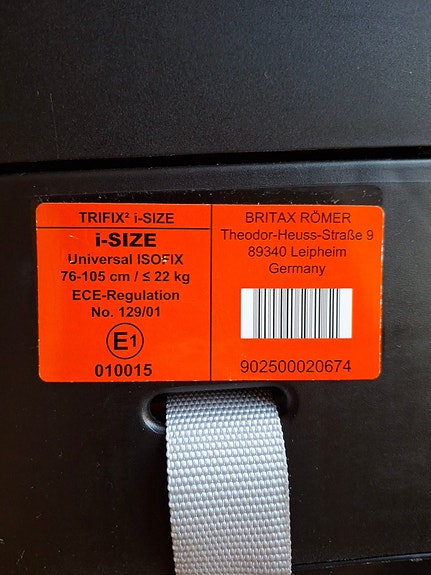 TRIFIX² i-SIZE
i-SIZE
Universal ISOFIX
76-105 cm / ≤ 22 kg
ECE-Regulation
No. 129/01
E1
010015
BRITAX RÖMER
Theodor-Heuss-Straße 9
89340 Leipheim
Germany
902500020674